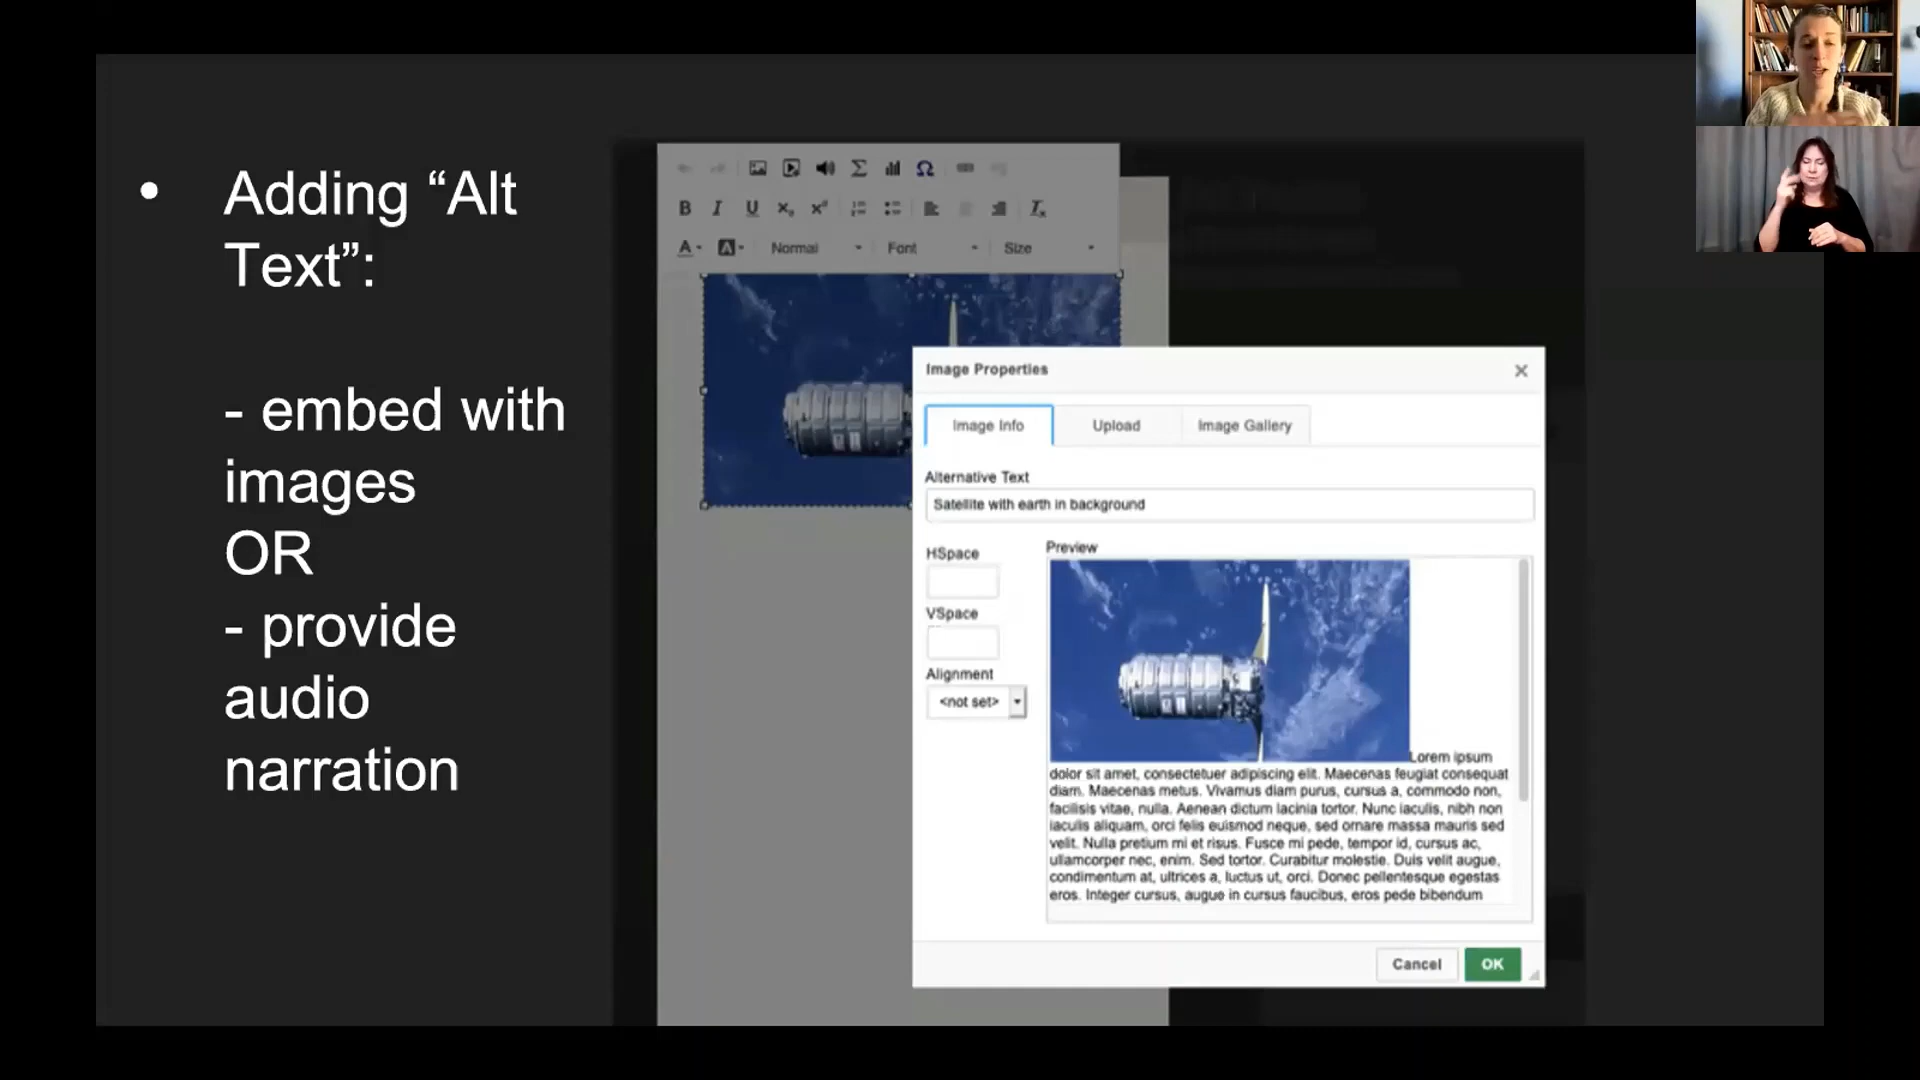 • Adding “Alt
Text”:
- embed with
images
OR
- provide
audio
narration
B I U X₂ X² Tx
A A Normal Font Size
Image Properties ×
Image Info Upload Image Gallery
Alternative Text
Satellite with earth in background
HSpace
VSpace
Alignment
<not set>
Preview
Lorem ipsum
dolor sit amet, consectetuer adipiscing elit. Maecenas feugiat consequat
diam. Maecenas metus. Vivamus diam purus, cursus a, commodo non,
facilisis vitae, nulla. Aenean dictum lacinia tortor. Nunc iaculis, nibh non
iaculis aliquam, orci felis euismod neque, sed ornare massa mauris sed
velit. Nulla pretium mi et risus. Fusce mi pede, tempor id, cursus ac,
ullamcorper nec, enim. Sed tortor. Curabitur molestie. Duis velit augue,
condimentum at, ultrices a, luctus ut, orci. Donec pellentesque egestas
eros. Integer cursus, augue in cursus faucibus, eros pede bibendum
Cancel OK